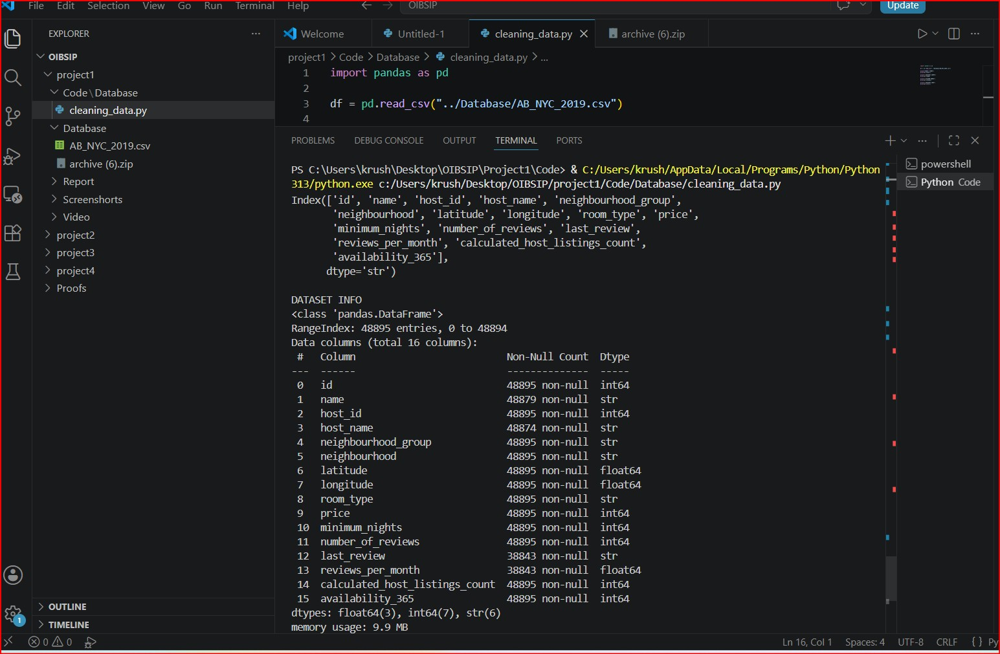 File Edit Selection View Go Run Terminal Help OIBSIP Update
EXPLORER
Welcome Untitled-1 cleaning_data.py archive (6).zip
OIBSIP
project1
Code\Database
cleaning_data.py
Database
AB_NYC_2019.csv
archive (6).zip
Report
Screenshots
Video
project2
project3
project4
Proofs
OUTLINE
TIMELINE
project1 > Code > Database > cleaning_data.py > ...
1 import pandas as pd
2
3 df = pd.read_csv("../Database/AB_NYC_2019.csv")
4
PROBLEMS DEBUG CONSOLE OUTPUT TERMINAL PORTS
powershell
Python Code
PS C:\Users\krush\Desktop\OIBSIP\Project1\Code> & C:/Users/krush/AppData/Local/Programs/Python/Python
313/python.exe c:/Users/krush/Desktop/OIBSIP/project1/Code/Database/cleaning_data.py
Index(['id', 'name', 'host_id', 'host_name', 'neighbourhood_group',
'neighbourhood', 'latitude', 'longitude', 'room_type', 'price',
'minimum_nights', 'number_of_reviews', 'last_review',
'reviews_per_month', 'calculated_host_listings_count',
'availability_365'],
dtype='str')
DATASET INFO
<class 'pandas.DataFrame'>
RangeIndex: 48895 entries, 0 to 48894
Data columns (total 16 columns):
# Column Non-Null Count Dtype
--- ------ -------------- -----
0 id 48895 non-null int64
1 name 48879 non-null str
2 host_id 48895 non-null int64
3 host_name 48874 non-null str
4 neighbourhood_group 48895 non-null str
5 neighbourhood 48895 non-null str
6 latitude 48895 non-null float64
7 longitude 48895 non-null float64
8 room_type 48895 non-null str
9 price 48895 non-null int64
10 minimum_nights 48895 non-null int64
11 number_of_reviews 48895 non-null int64
12 last_review 38843 non-null str
13 reviews_per_month 38843 non-null float64
14 calculated_host_listings_count 48895 non-null int64
15 availability_365 48895 non-null int64
dtypes: float64(3), int64(7), str(6)
memory usage: 9.9 MB
1
0 0 Ln 16, Col 1 Spaces: 4 UTF-8 CRLF { } Py